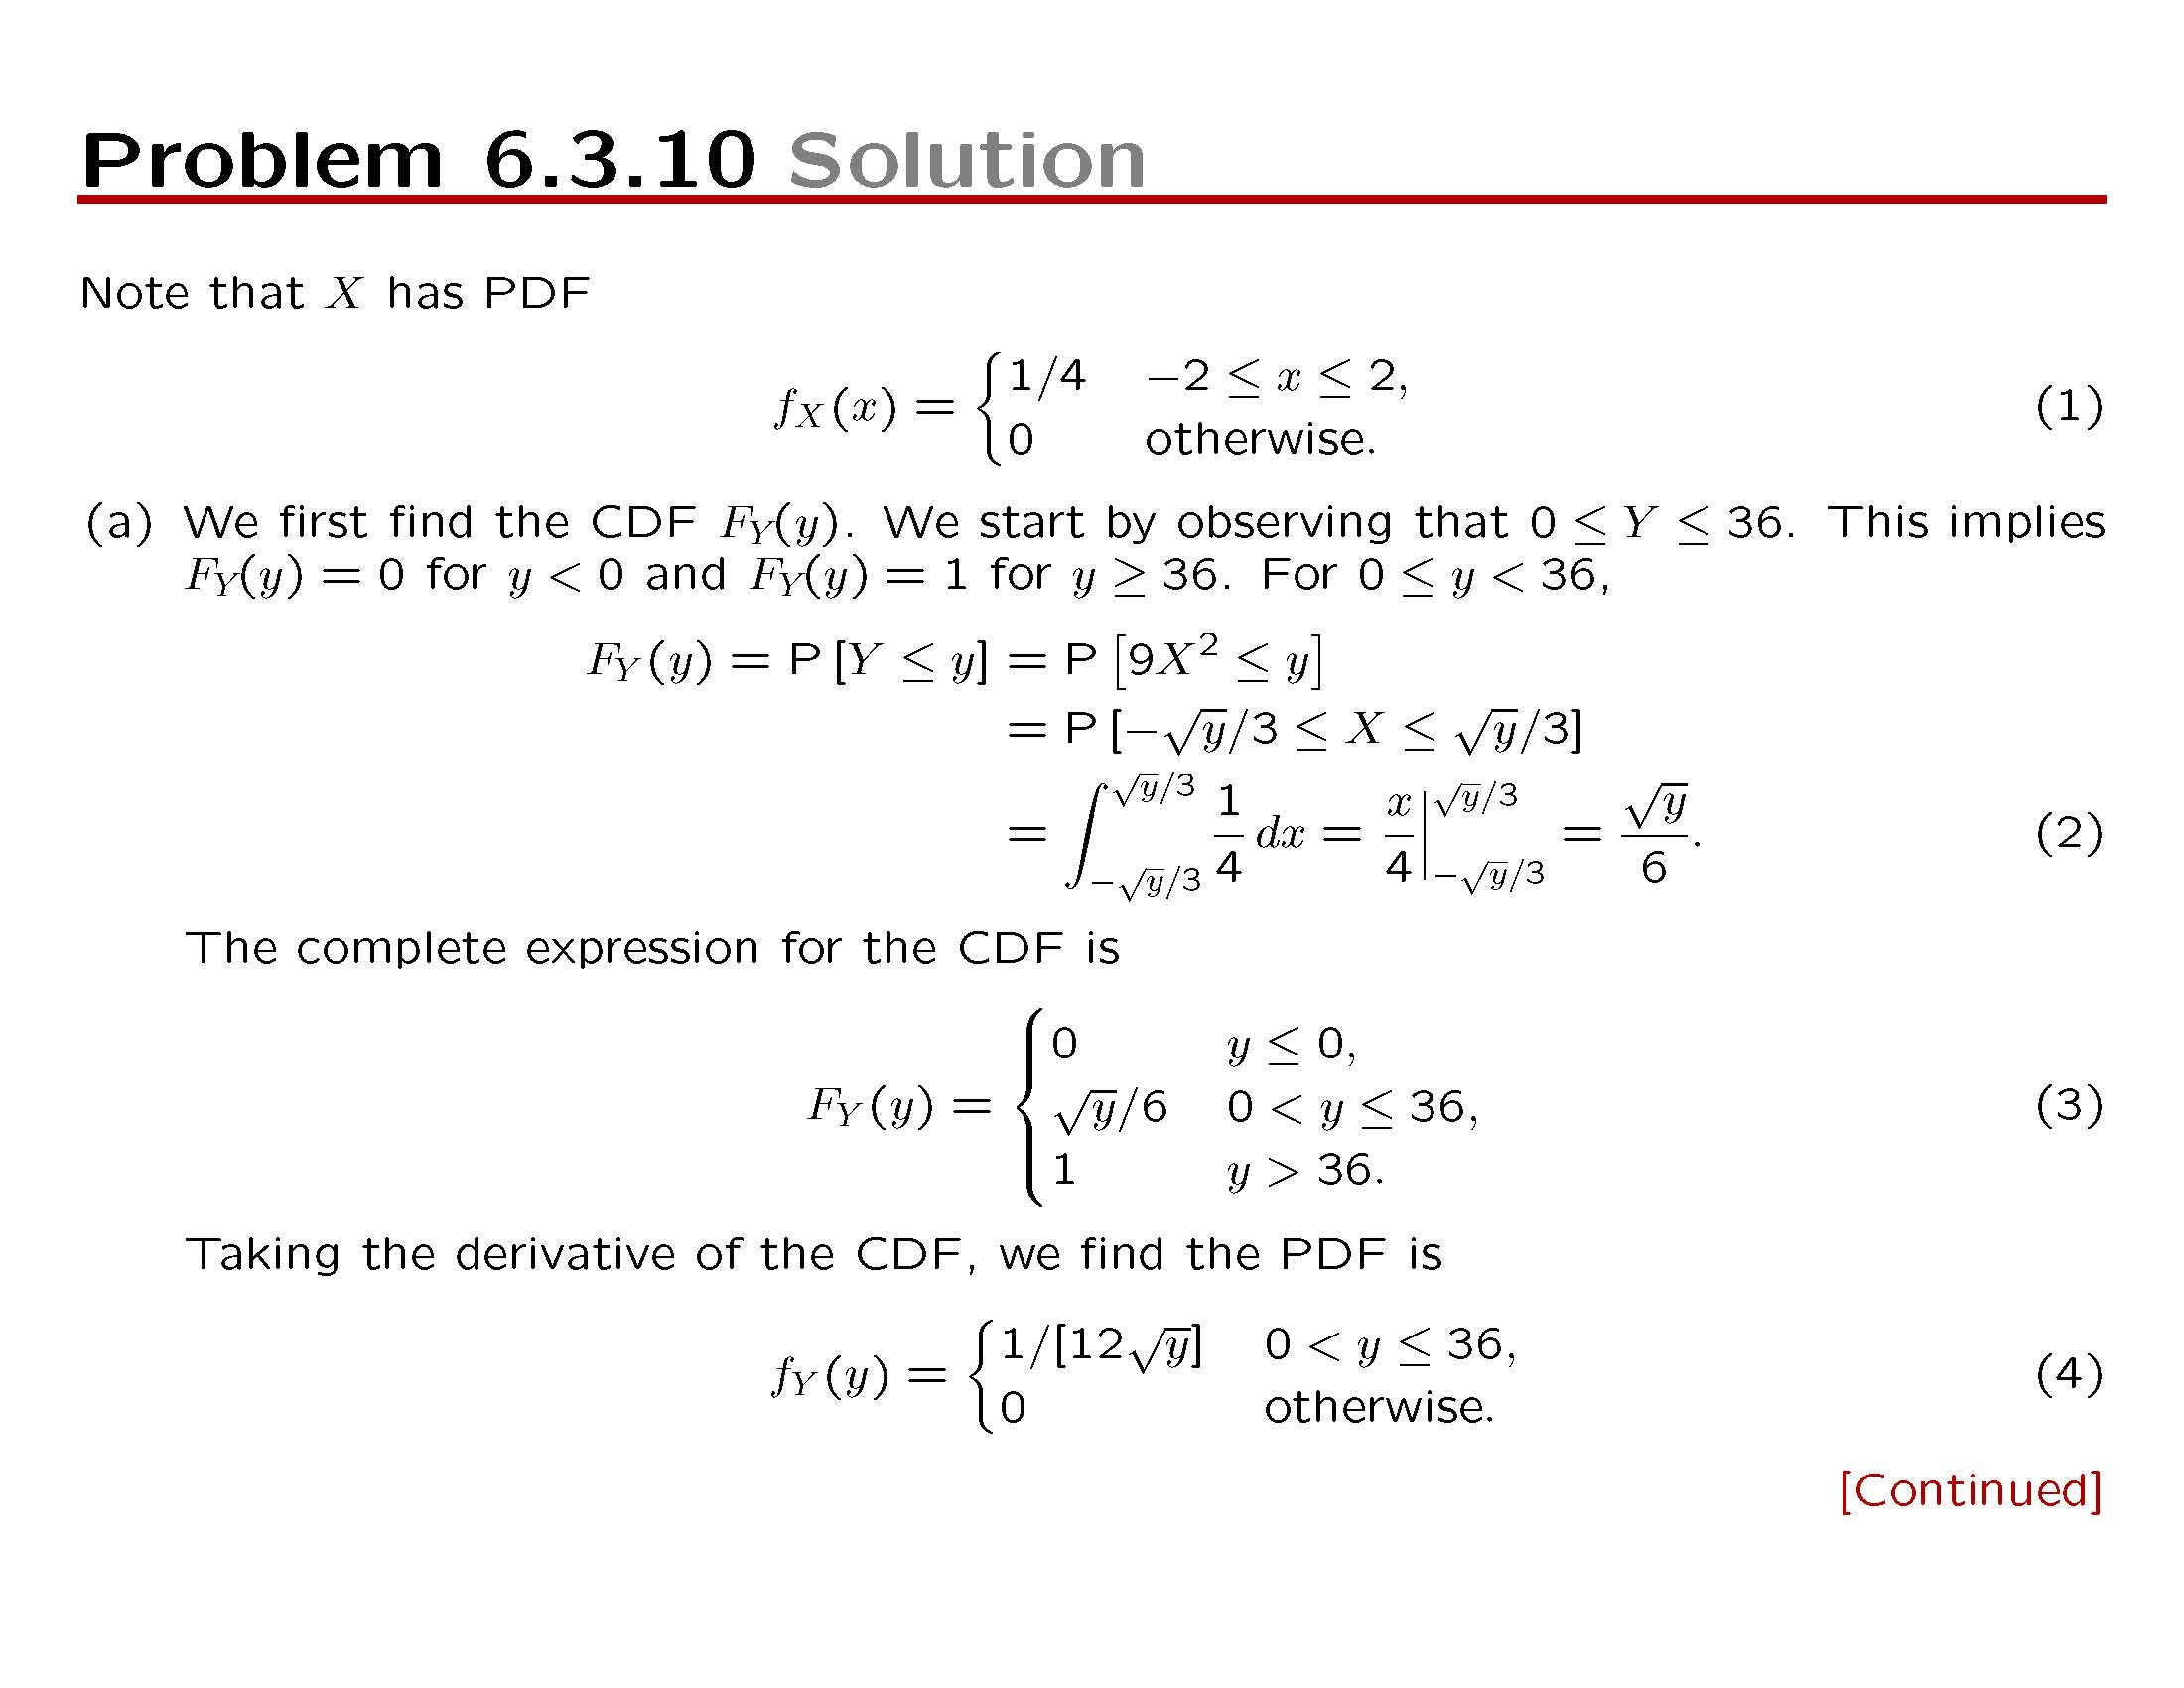 Problem 6.3.10 Solution
Note that X has PDF
f_X(x) = { 1/4 −2 ≤ x ≤ 2, 0 otherwise. (1)
(a) We first find the CDF F_Y(y). We start by observing that 0 ≤ Y ≤ 36. This implies
F_Y(y) = 0 for y < 0 and F_Y(y) = 1 for y ≥ 36. For 0 ≤ y < 36,
F_Y(y) = P [Y ≤ y] = P [9X² ≤ y]
= P [−√y/3 ≤ X ≤ √y/3]
= ∫_{−√y/3}^{√y/3} 1/4 dx = x/4 |_{−√y/3}^{√y/3} = √y/6. (2)
The complete expression for the CDF is
F_Y(y) = { 0 y ≤ 0, √y/6 0 < y ≤ 36, 1 y > 36. (3)
Taking the derivative of the CDF, we find the PDF is
f_Y(y) = { 1/[12√y] 0 < y ≤ 36, 0 otherwise. (4)
[Continued]